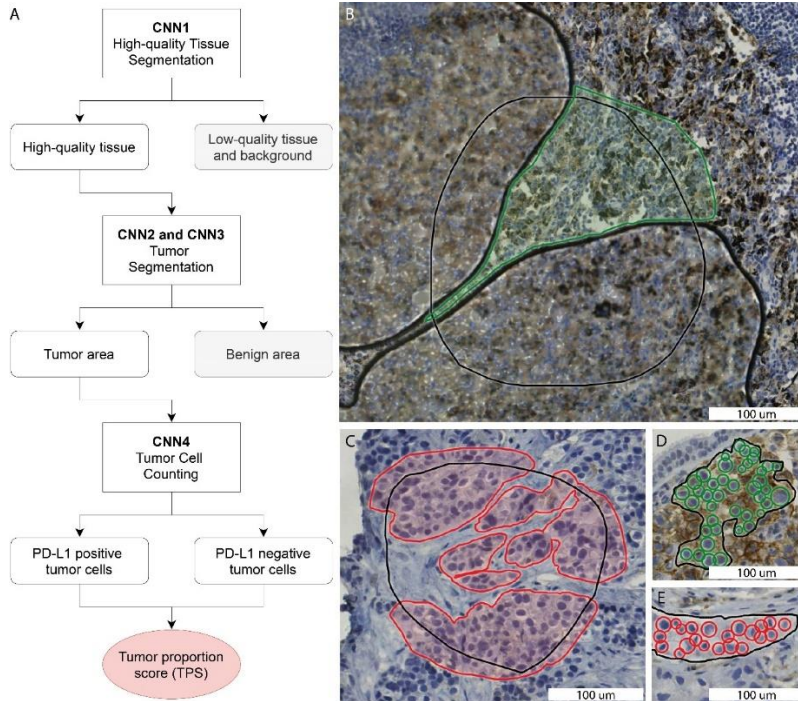 A
CNN1
High-quality Tissue
Segmentation
High-quality tissue
Low-quality tissue
and background
CNN2 and CNN3
Tumor
Segmentation
Tumor area
Benign area
CNN4
Tumor Cell
Counting
PD-L1 positive
tumor cells
PD-L1 negative
tumor cells
Tumor proportion
score (TPS)
B
100 um
C
100 um
D
100 um
E
100 um